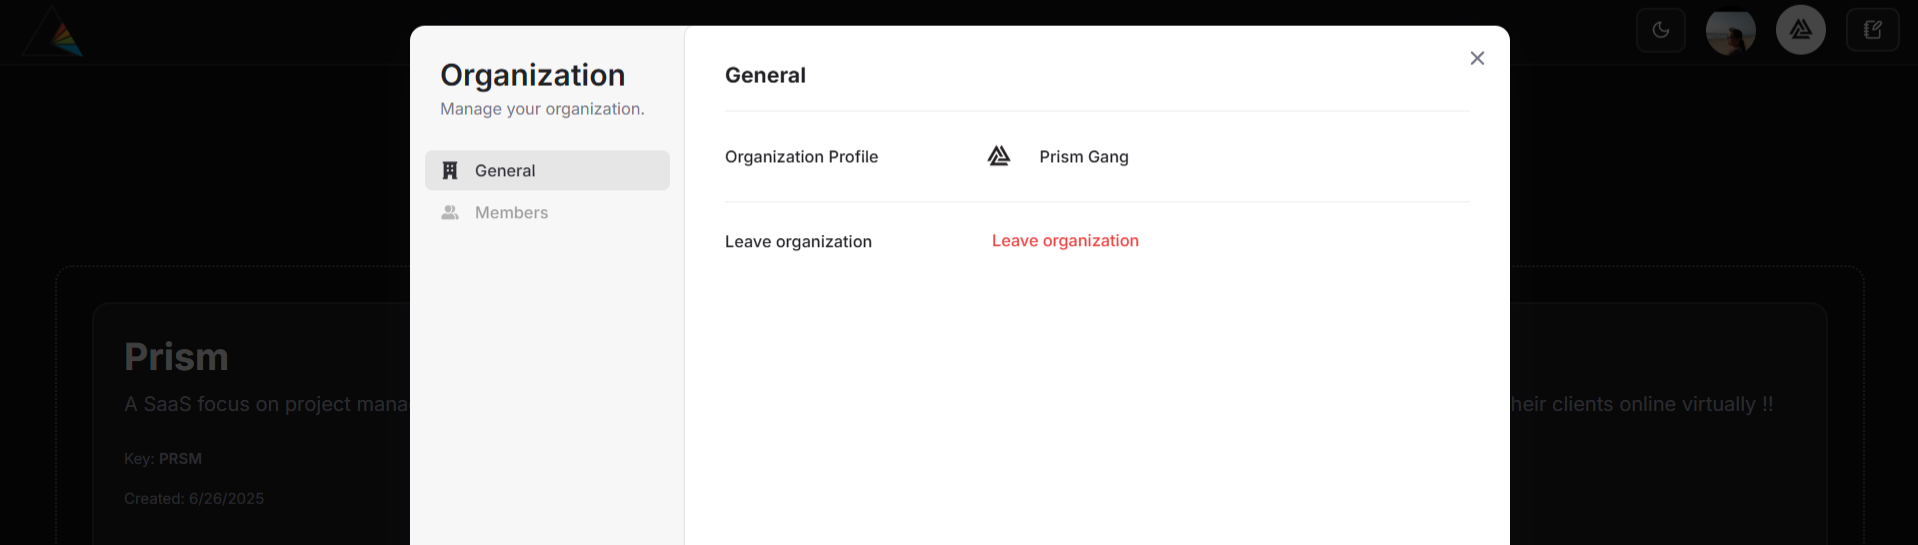 Organization
Manage your organization.
General
Members
General
Organization Profile
Prism Gang
Leave organization
Leave organization
Prism
A SaaS focus on project mana
heir clients online virtually !!
Key: PRSM
Created: 6/26/2025